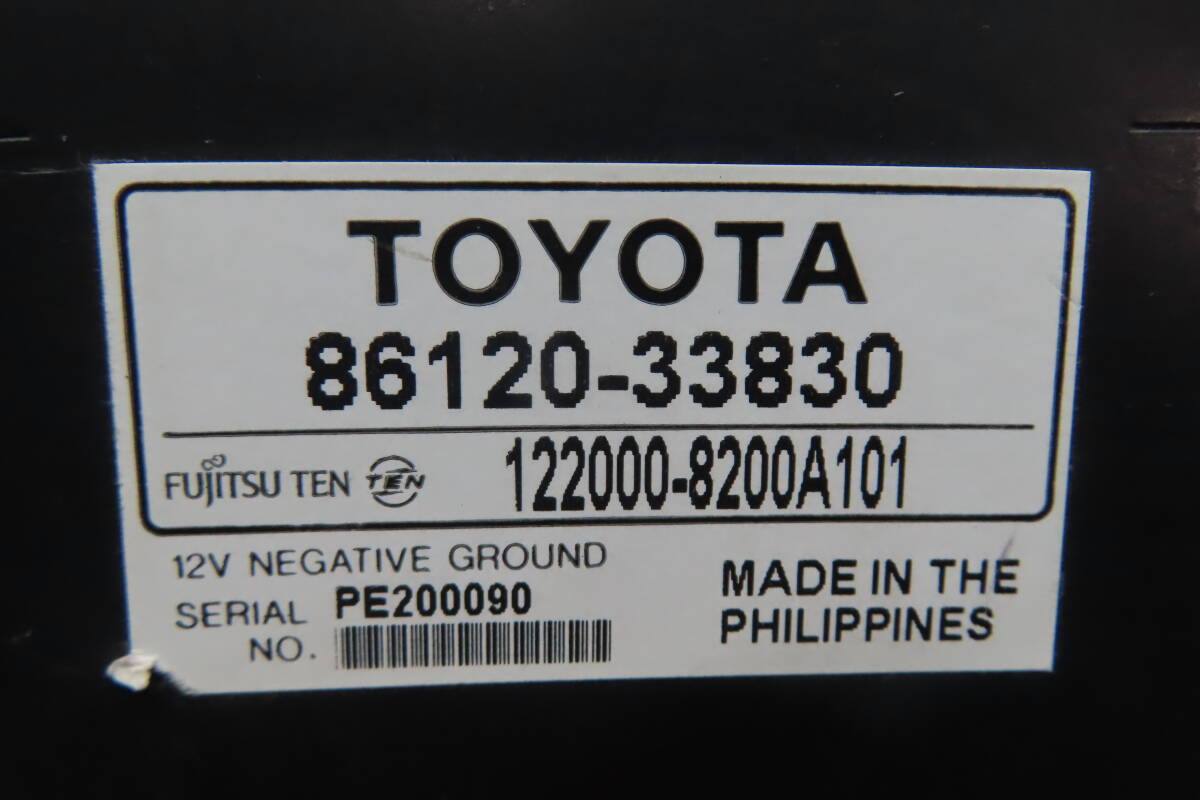 TOYOTA
86120-33830
FUJITSU TEN TEN 122000-8200A101
12V NEGATIVE GROUND
SERIAL NO. PE200090
MADE IN THE
PHILIPPINES